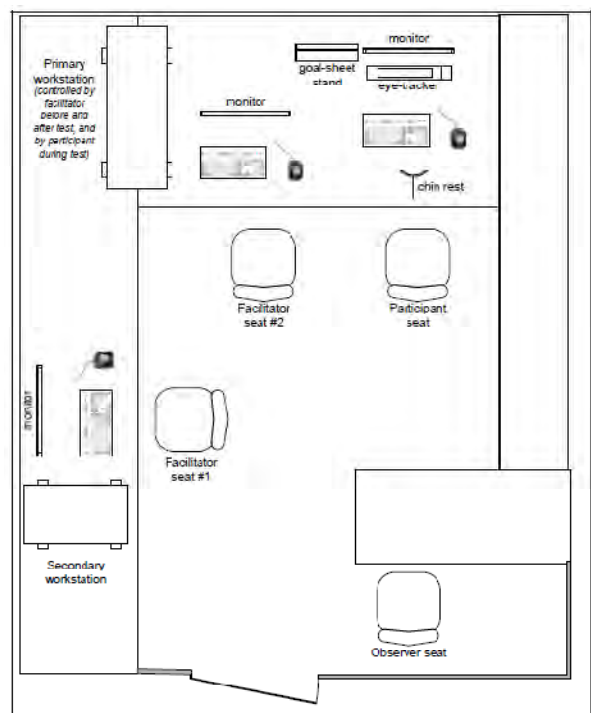 Primary
workstation
(controlled by
facilitator
before and
after test, and
by participant
during test)
monitor
goal-sheet
stand
eye-tracker
monitor
chin rest
Facilitator
seat #2
Participant
seat
monitor
Facilitator
seat #1
Secondary
workstation
Observer seat